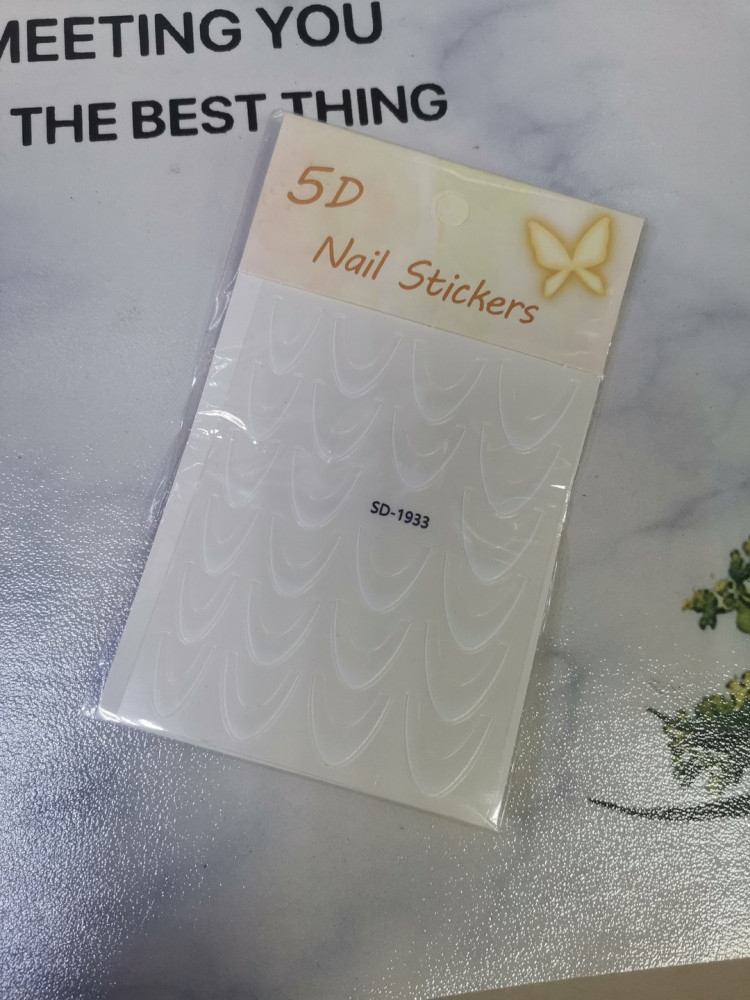 MEETING YOU
THE BEST THING
5D
Nail Stickers
SD-1933